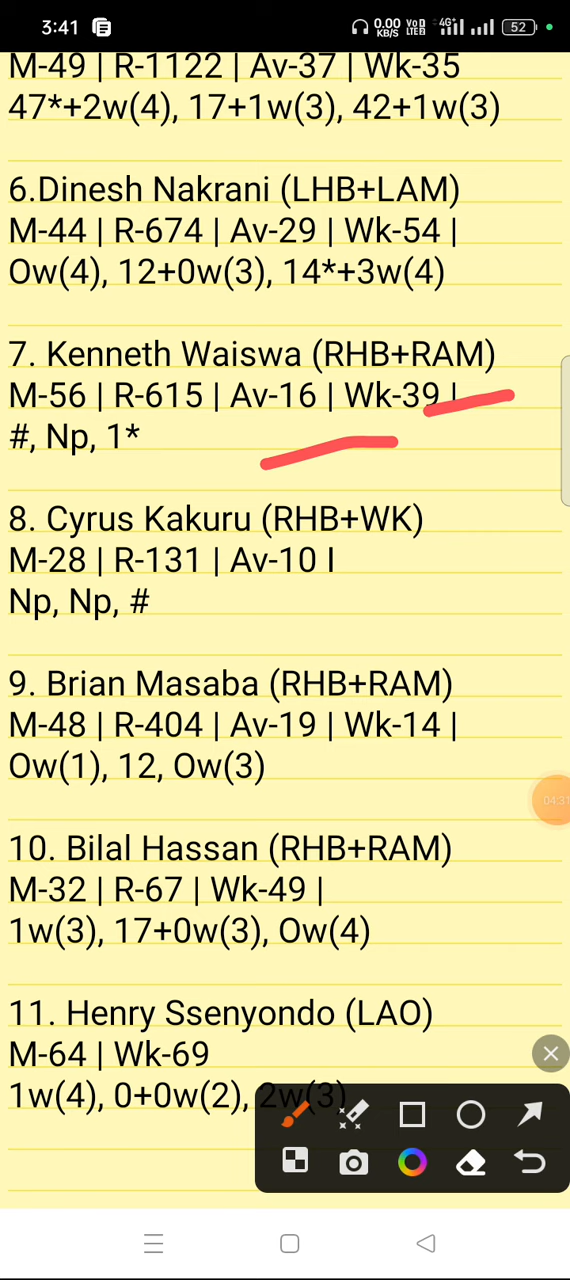 3:41
0.00 KB/S
VoD LTEB
4G+
52
M-49 | R-1122 | Av-37 | Wk-35
47*+2w(4), 17+1w(3), 42+1w(3)
6.Dinesh Nakrani (LHB+LAM)
M-44 | R-674 | Av-29 | Wk-54 |
Ow(4), 12+0w(3), 14*+3w(4)
7. Kenneth Waiswa (RHB+RAM)
M-56 | R-615 | Av-16 | Wk-39 |
#, Np, 1*
8. Cyrus Kakuru (RHB+WK)
M-28 | R-131 | Av-10 I
Np, Np, #
9. Brian Masaba (RHB+RAM)
M-48 | R-404 | Av-19 | Wk-14 |
Ow(1), 12, Ow(3)
04:31
10. Bilal Hassan (RHB+RAM)
M-32 | R-67 | Wk-49 |
1w(3), 17+0w(3), Ow(4)
11. Henry Ssenyondo (LAO)
M-64 | Wk-69
1w(4), 0+0w(2), 2w(3)